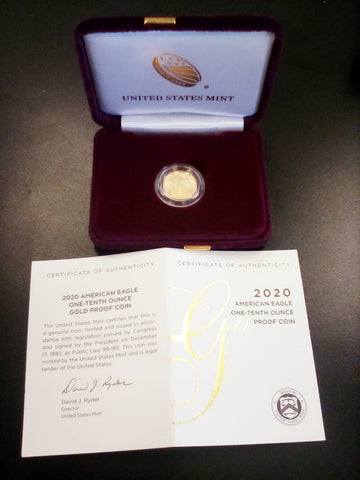 UNITED STATES MINT
CERTIFICATE OF AUTHENTICITY
2020 AMERICAN EAGLE
ONE-TENTH OUNCE
GOLD PROOF COIN
The United States Mint certifies that this is
a genuine coin, minted and issued in accor-
dance with legislation passed by Congress
and signed by the President on December
17, 1985, as Public Law 99-185. This coin was
minted by the United States Mint and is legal
tender of the United States.
David J. Ryder
David J. Ryder
Director
United States Mint
CERTIFICATE OF AUTHENTICITY
2020
AMERICAN EAGLE
ONE-TENTH OUNCE
PROOF COIN
Gold